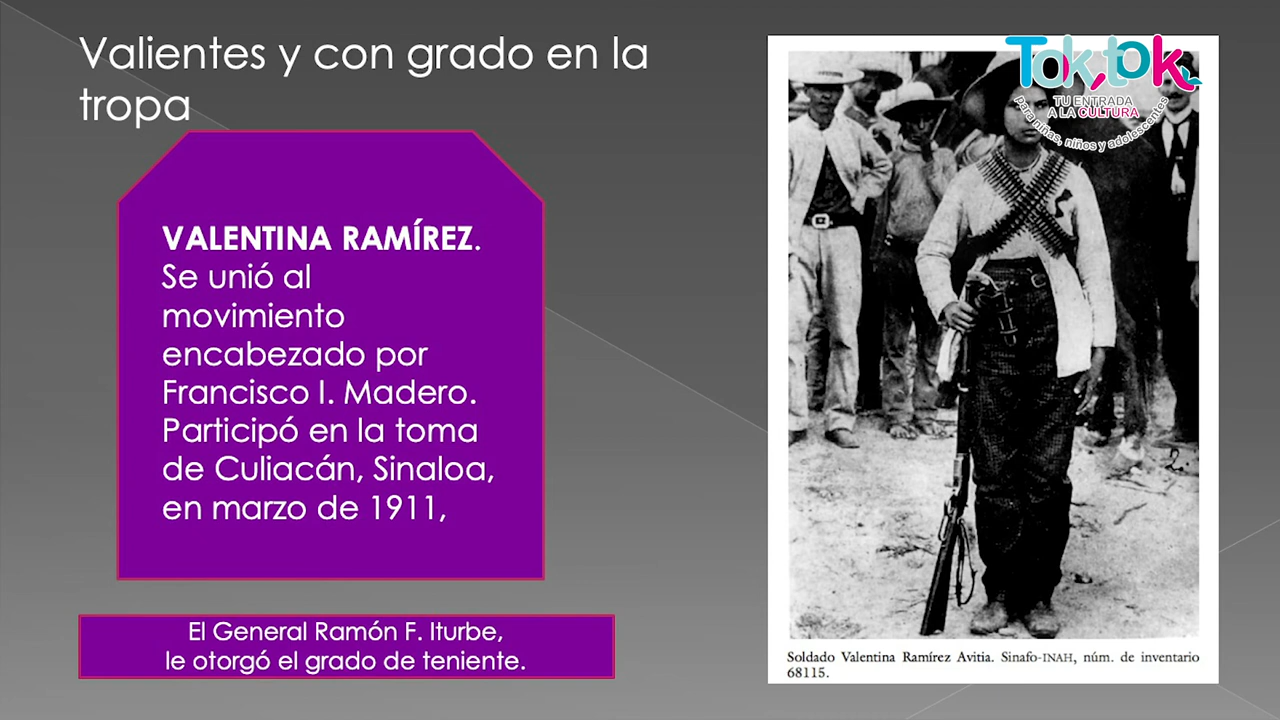 Valientes y con grado en la
tropa
VALENTINA RAMÍREZ.
Se unió al
movimiento
encabezado por
Francisco I. Madero.
Participó en la toma
de Culiacán, Sinaloa,
en marzo de 1911,
El General Ramón F. Iturbe,
le otorgó el grado de teniente.
Tok, tok
TU ENTRADA
A LA CULTURA
para niñas, niños y adolescentes
2.
Soldado Valentina Ramírez Avitia. Sinafo-INAH, núm. de inventario
68115.